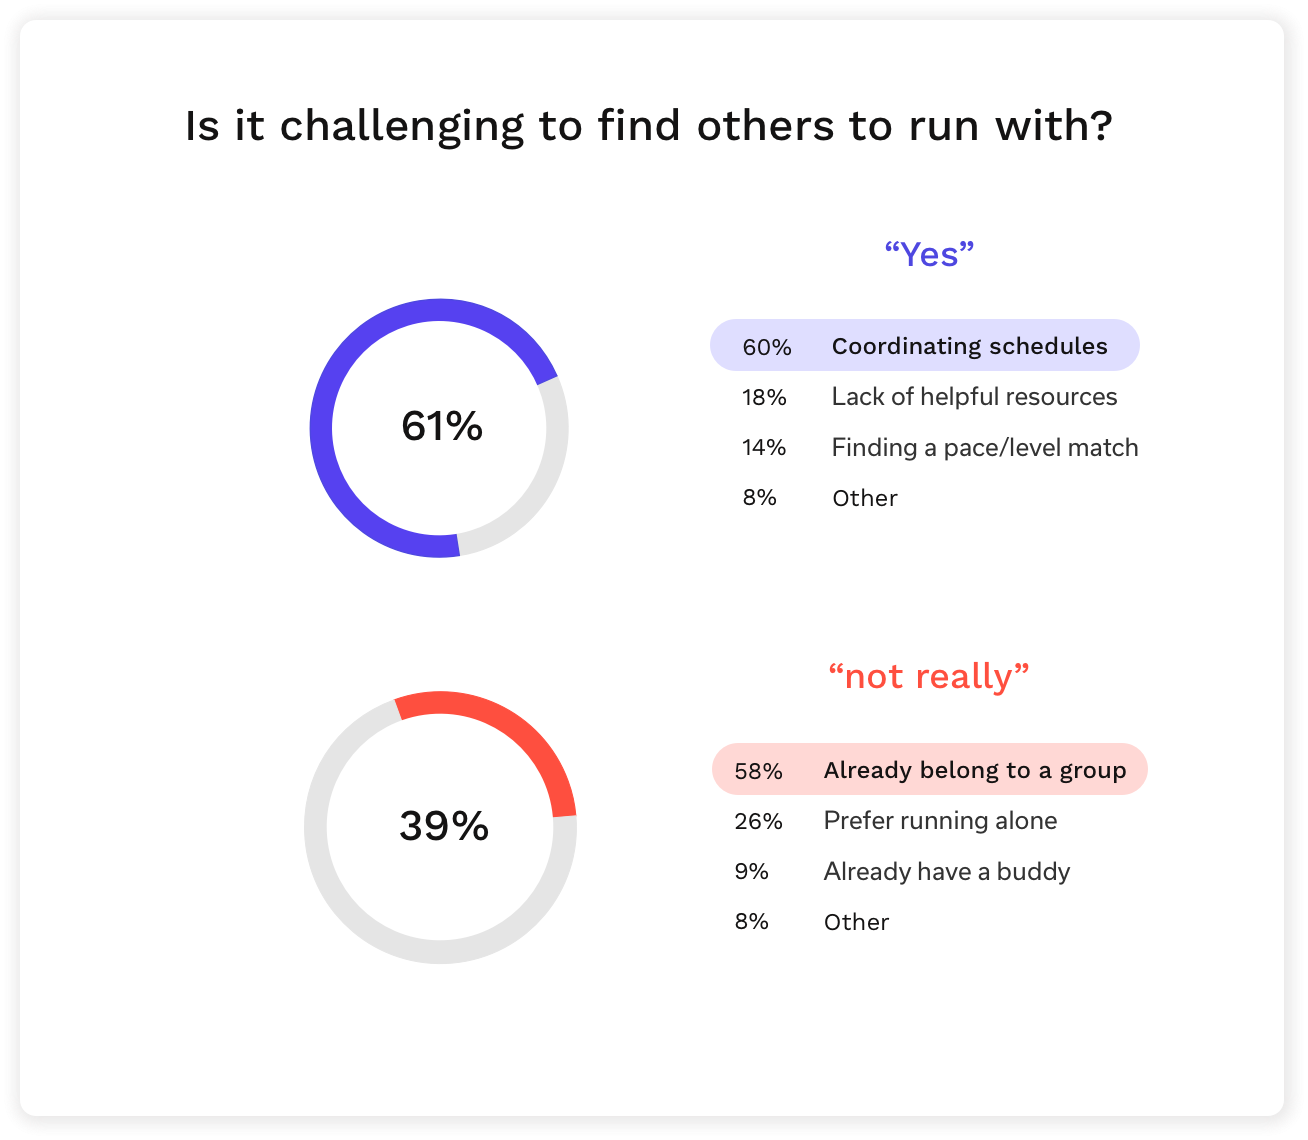 Is it challenging to find others to run with?
“Yes”
61%
60% Coordinating schedules
18% Lack of helpful resources
14% Finding a pace/level match
8% Other
“not really”
39%
58% Already belong to a group
26% Prefer running alone
9% Already have a buddy
8% Other